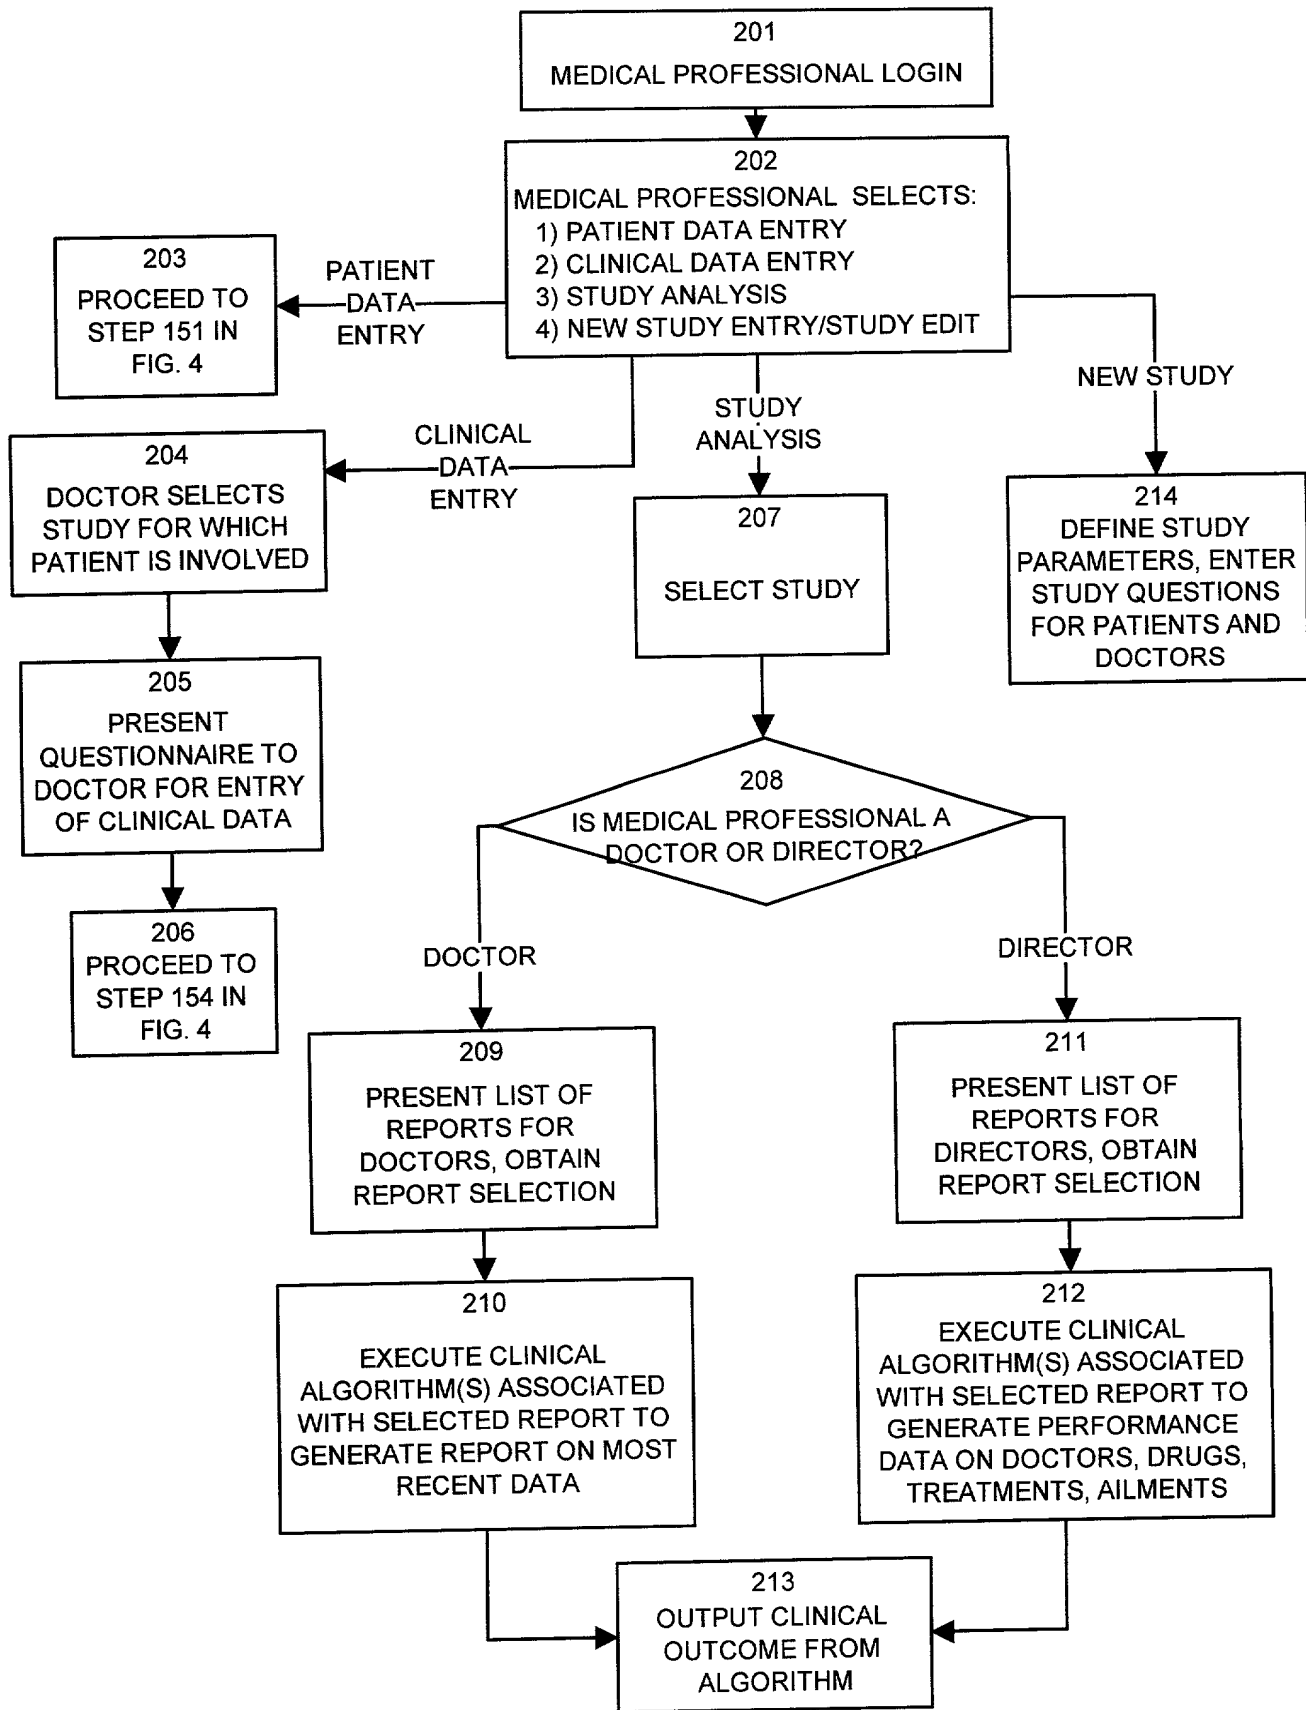 201
MEDICAL PROFESSIONAL LOGIN
202
MEDICAL PROFESSIONAL SELECTS:
1) PATIENT DATA ENTRY
2) CLINICAL DATA ENTRY
3) STUDY ANALYSIS
4) NEW STUDY ENTRY/STUDY EDIT
PATIENT
DATA
ENTRY
203
PROCEED TO
STEP 151 IN
FIG. 4
CLINICAL
DATA
ENTRY
STUDY
ANALYSIS
NEW STUDY
204
DOCTOR SELECTS
STUDY FOR WHICH
PATIENT IS INVOLVED
205
PRESENT
QUESTIONNAIRE TO
DOCTOR FOR ENTRY
OF CLINICAL DATA
206
PROCEED TO
STEP 154 IN
FIG. 4
207
SELECT STUDY
214
DEFINE STUDY
PARAMETERS, ENTER
STUDY QUESTIONS
FOR PATIENTS AND
DOCTORS
208
IS MEDICAL PROFESSIONAL A
DOCTOR OR DIRECTOR?
DOCTOR
DIRECTOR
209
PRESENT LIST OF
REPORTS FOR
DOCTORS, OBTAIN
REPORT SELECTION
211
PRESENT LIST OF
REPORTS FOR
DIRECTORS, OBTAIN
REPORT SELECTION
210
EXECUTE CLINICAL
ALGORITHM(S) ASSOCIATED
WITH SELECTED REPORT TO
GENERATE REPORT ON MOST
RECENT DATA
212
EXECUTE CLINICAL
ALGORITHM(S) ASSOCIATED
WITH SELECTED REPORT TO
GENERATE PERFORMANCE
DATA ON DOCTORS, DRUGS,
TREATMENTS, AILMENTS
213
OUTPUT CLINICAL
OUTCOME FROM
ALGORITHM